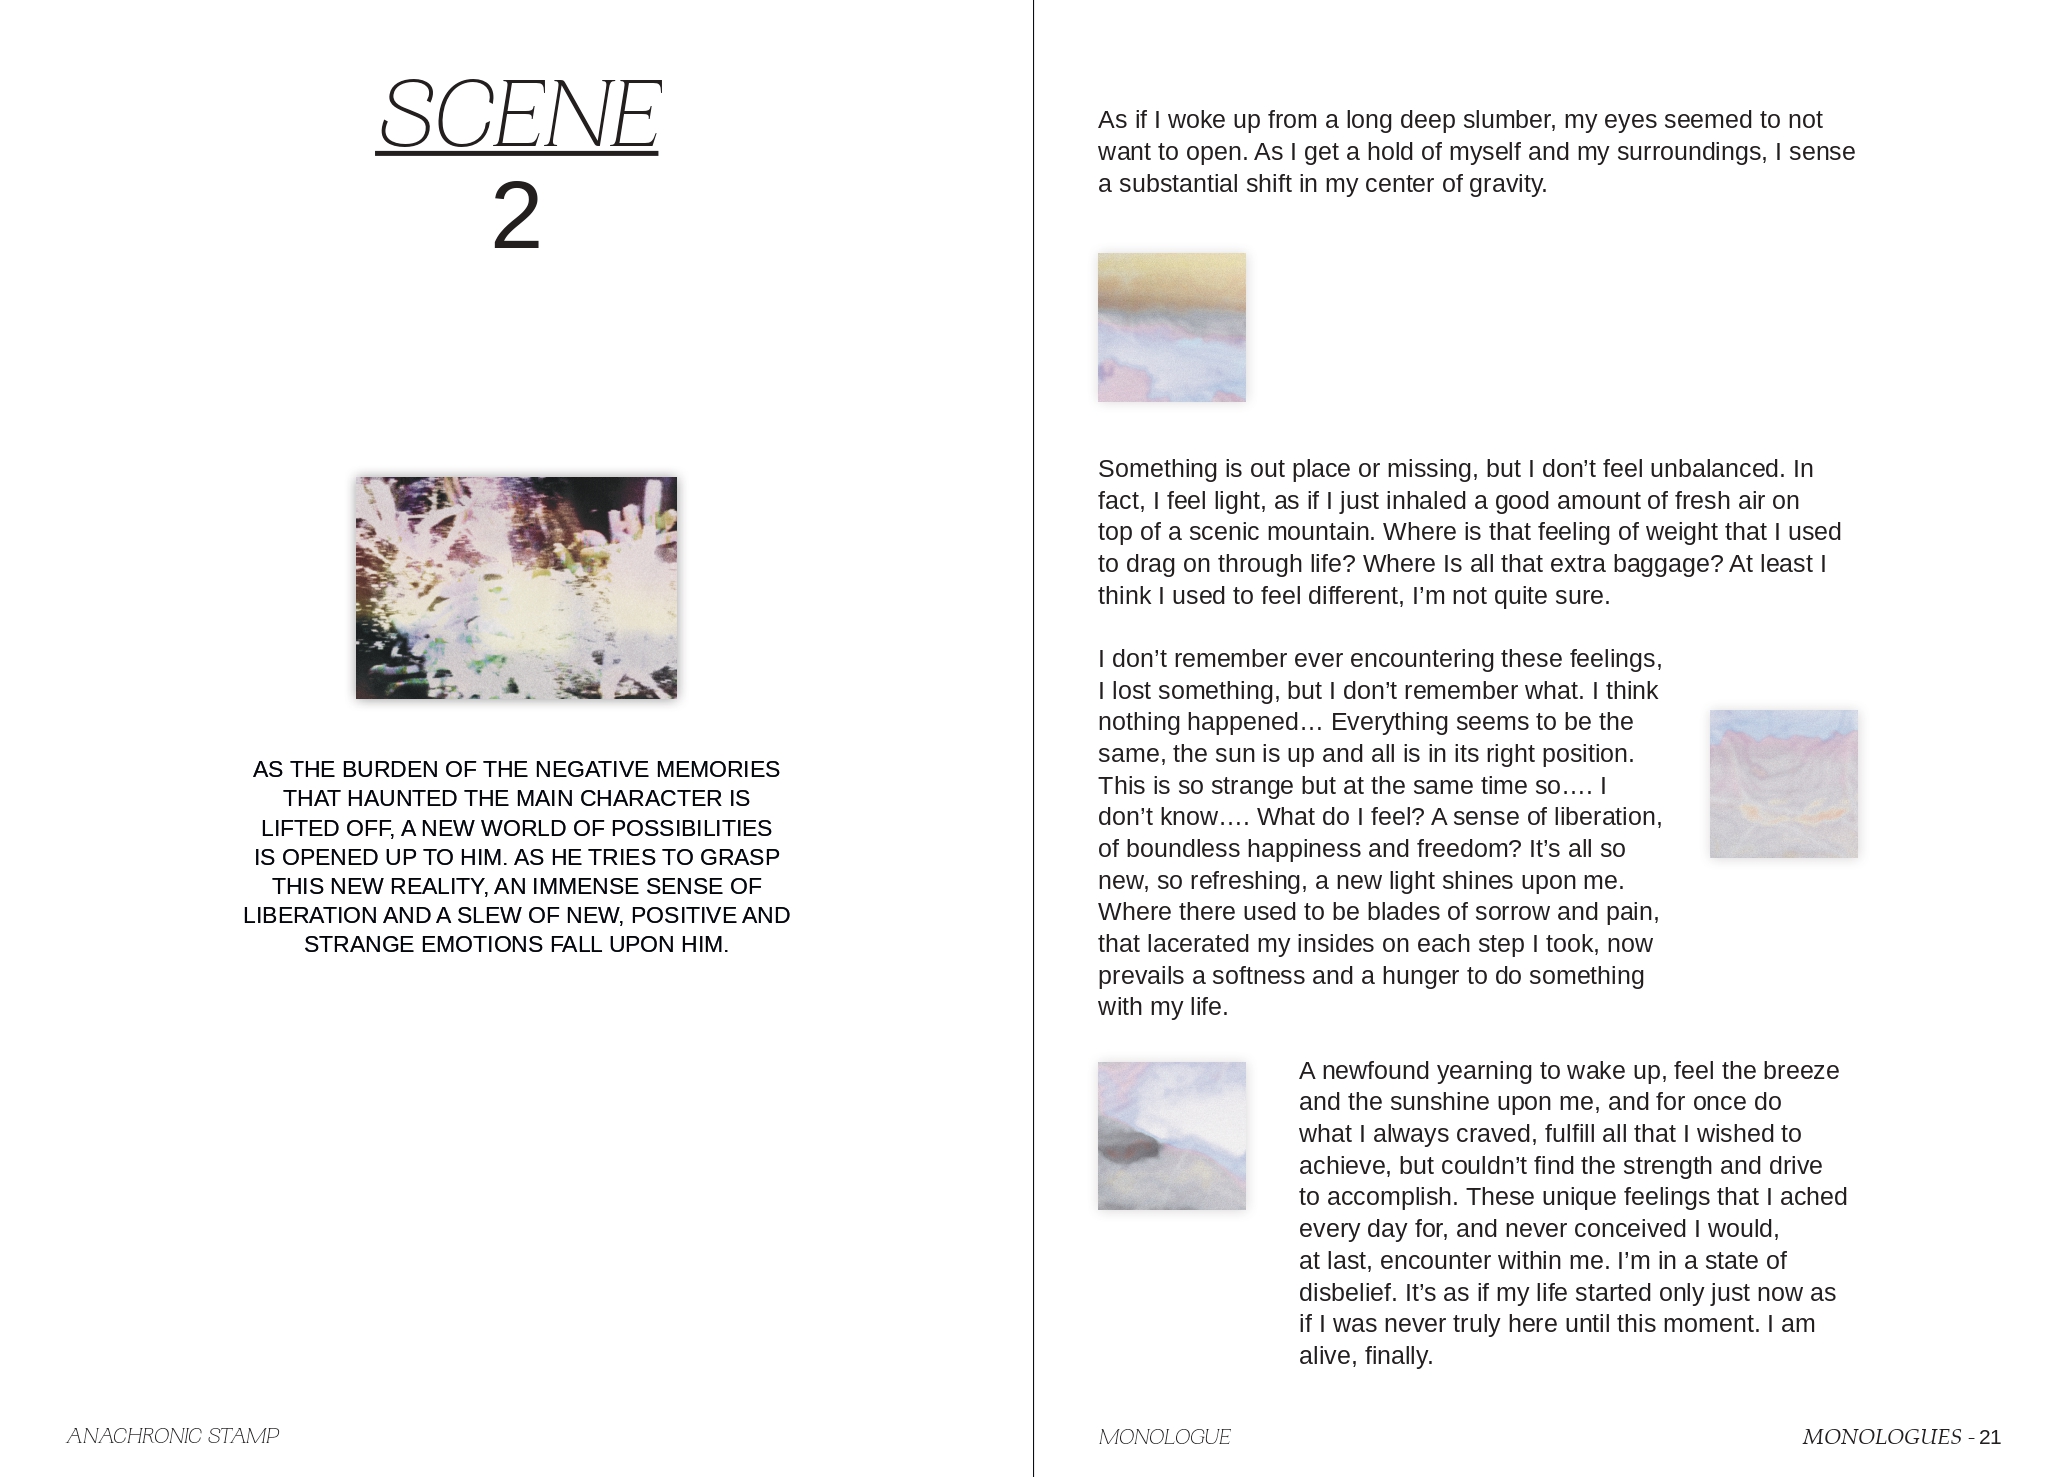 SCENE
2
AS THE BURDEN OF THE NEGATIVE MEMORIES
THAT HAUNTED THE MAIN CHARACTER IS
LIFTED OFF, A NEW WORLD OF POSSIBILITIES
IS OPENED UP TO HIM. AS HE TRIES TO GRASP
THIS NEW REALITY, AN IMMENSE SENSE OF
LIBERATION AND A SLEW OF NEW, POSITIVE AND
STRANGE EMOTIONS FALL UPON HIM.
ANACHRONIC STAMP
As if I woke up from a long deep slumber, my eyes seemed to not
want to open. As I get a hold of myself and my surroundings, I sense
a substantial shift in my center of gravity.
Something is out place or missing, but I don’t feel unbalanced. In
fact, I feel light, as if I just inhaled a good amount of fresh air on
top of a scenic mountain. Where is that feeling of weight that I used
to drag on through life? Where Is all that extra baggage? At least I
think I used to feel different, I’m not quite sure.
I don’t remember ever encountering these feelings,
I lost something, but I don’t remember what. I think
nothing happened… Everything seems to be the
same, the sun is up and all is in its right position.
This is so strange but at the same time so…. I
don’t know…. What do I feel? A sense of liberation,
of boundless happiness and freedom? It’s all so
new, so refreshing, a new light shines upon me.
Where there used to be blades of sorrow and pain,
that lacerated my insides on each step I took, now
prevails a softness and a hunger to do something
with my life.
A newfound yearning to wake up, feel the breeze
and the sunshine upon me, and for once do
what I always craved, fulfill all that I wished to
achieve, but couldn’t find the strength and drive
to accomplish. These unique feelings that I ached
every day for, and never conceived I would,
at last, encounter within me. I’m in a state of
disbelief. It’s as if my life started only just now as
if I was never truly here until this moment. I am
alive, finally.
MONOLOGUE
MONOLOGUES - 21